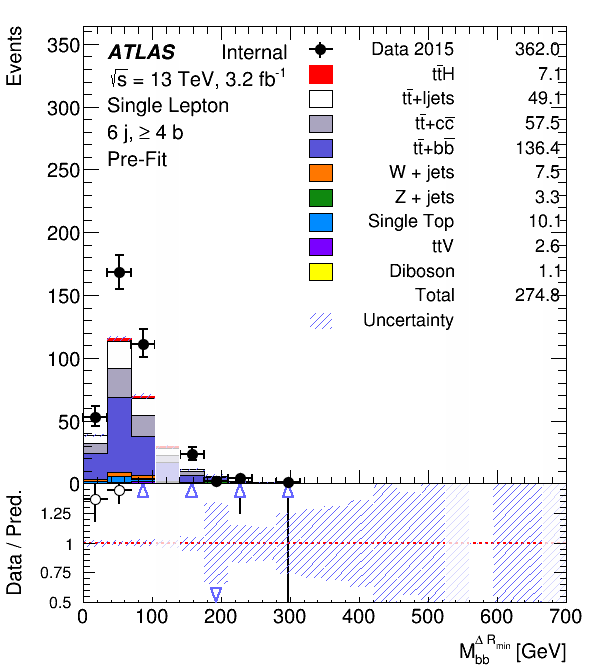 Events
350
300
250
200
150
100
50
0
ATLAS Internal
√s = 13 TeV, 3.2 fb⁻¹
Single Lepton
6 j, ≥ 4 b
Pre-Fit
Data 2015 362.0
tt̄H 7.1
tt̄+ljets 49.1
tt̄+cc̄ 57.5
tt̄+bb̄ 136.4
W + jets 7.5
Z + jets 3.3
Single Top 10.1
ttV 2.6
Diboson 1.1
Total 274.8
Uncertainty
Data / Pred.
1.25
1
0.75
0.5
0 100 200 300 400 500 600 700
M_bb^ΔR_min [GeV]